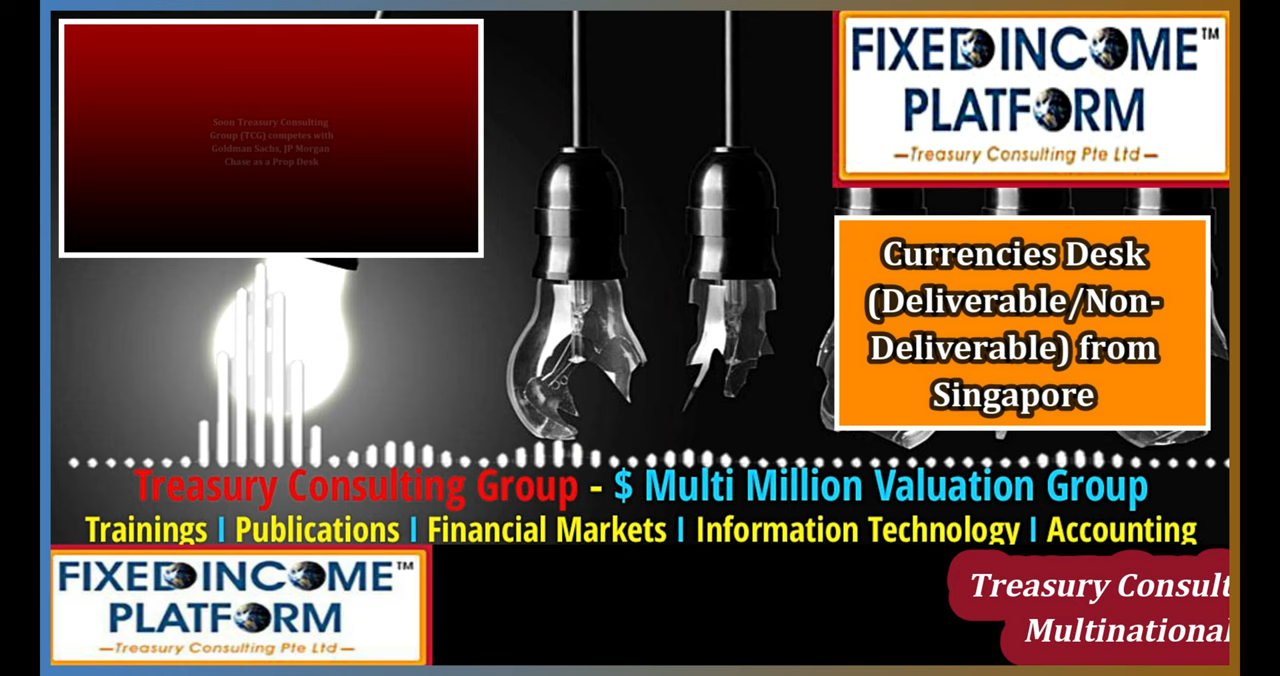 Soon Treasury Consulting
Group (TCG) competes with
Goldman Sachs, JP Morgan
Chase as a Prop Desk
FIXED INCOME™
PLATFORM
—Treasury Consulting Pte Ltd—
Currencies Desk
(Deliverable/Non-
Deliverable) from
Singapore
Treasury Consulting Group - $ Multi Million Valuation Group
Trainings I Publications I Financial Markets I Information Technology I Accounting
FIXED INCOME™
PLATFORM
—Treasury Consulting Pte Ltd—
Treasury Consult
Multinational